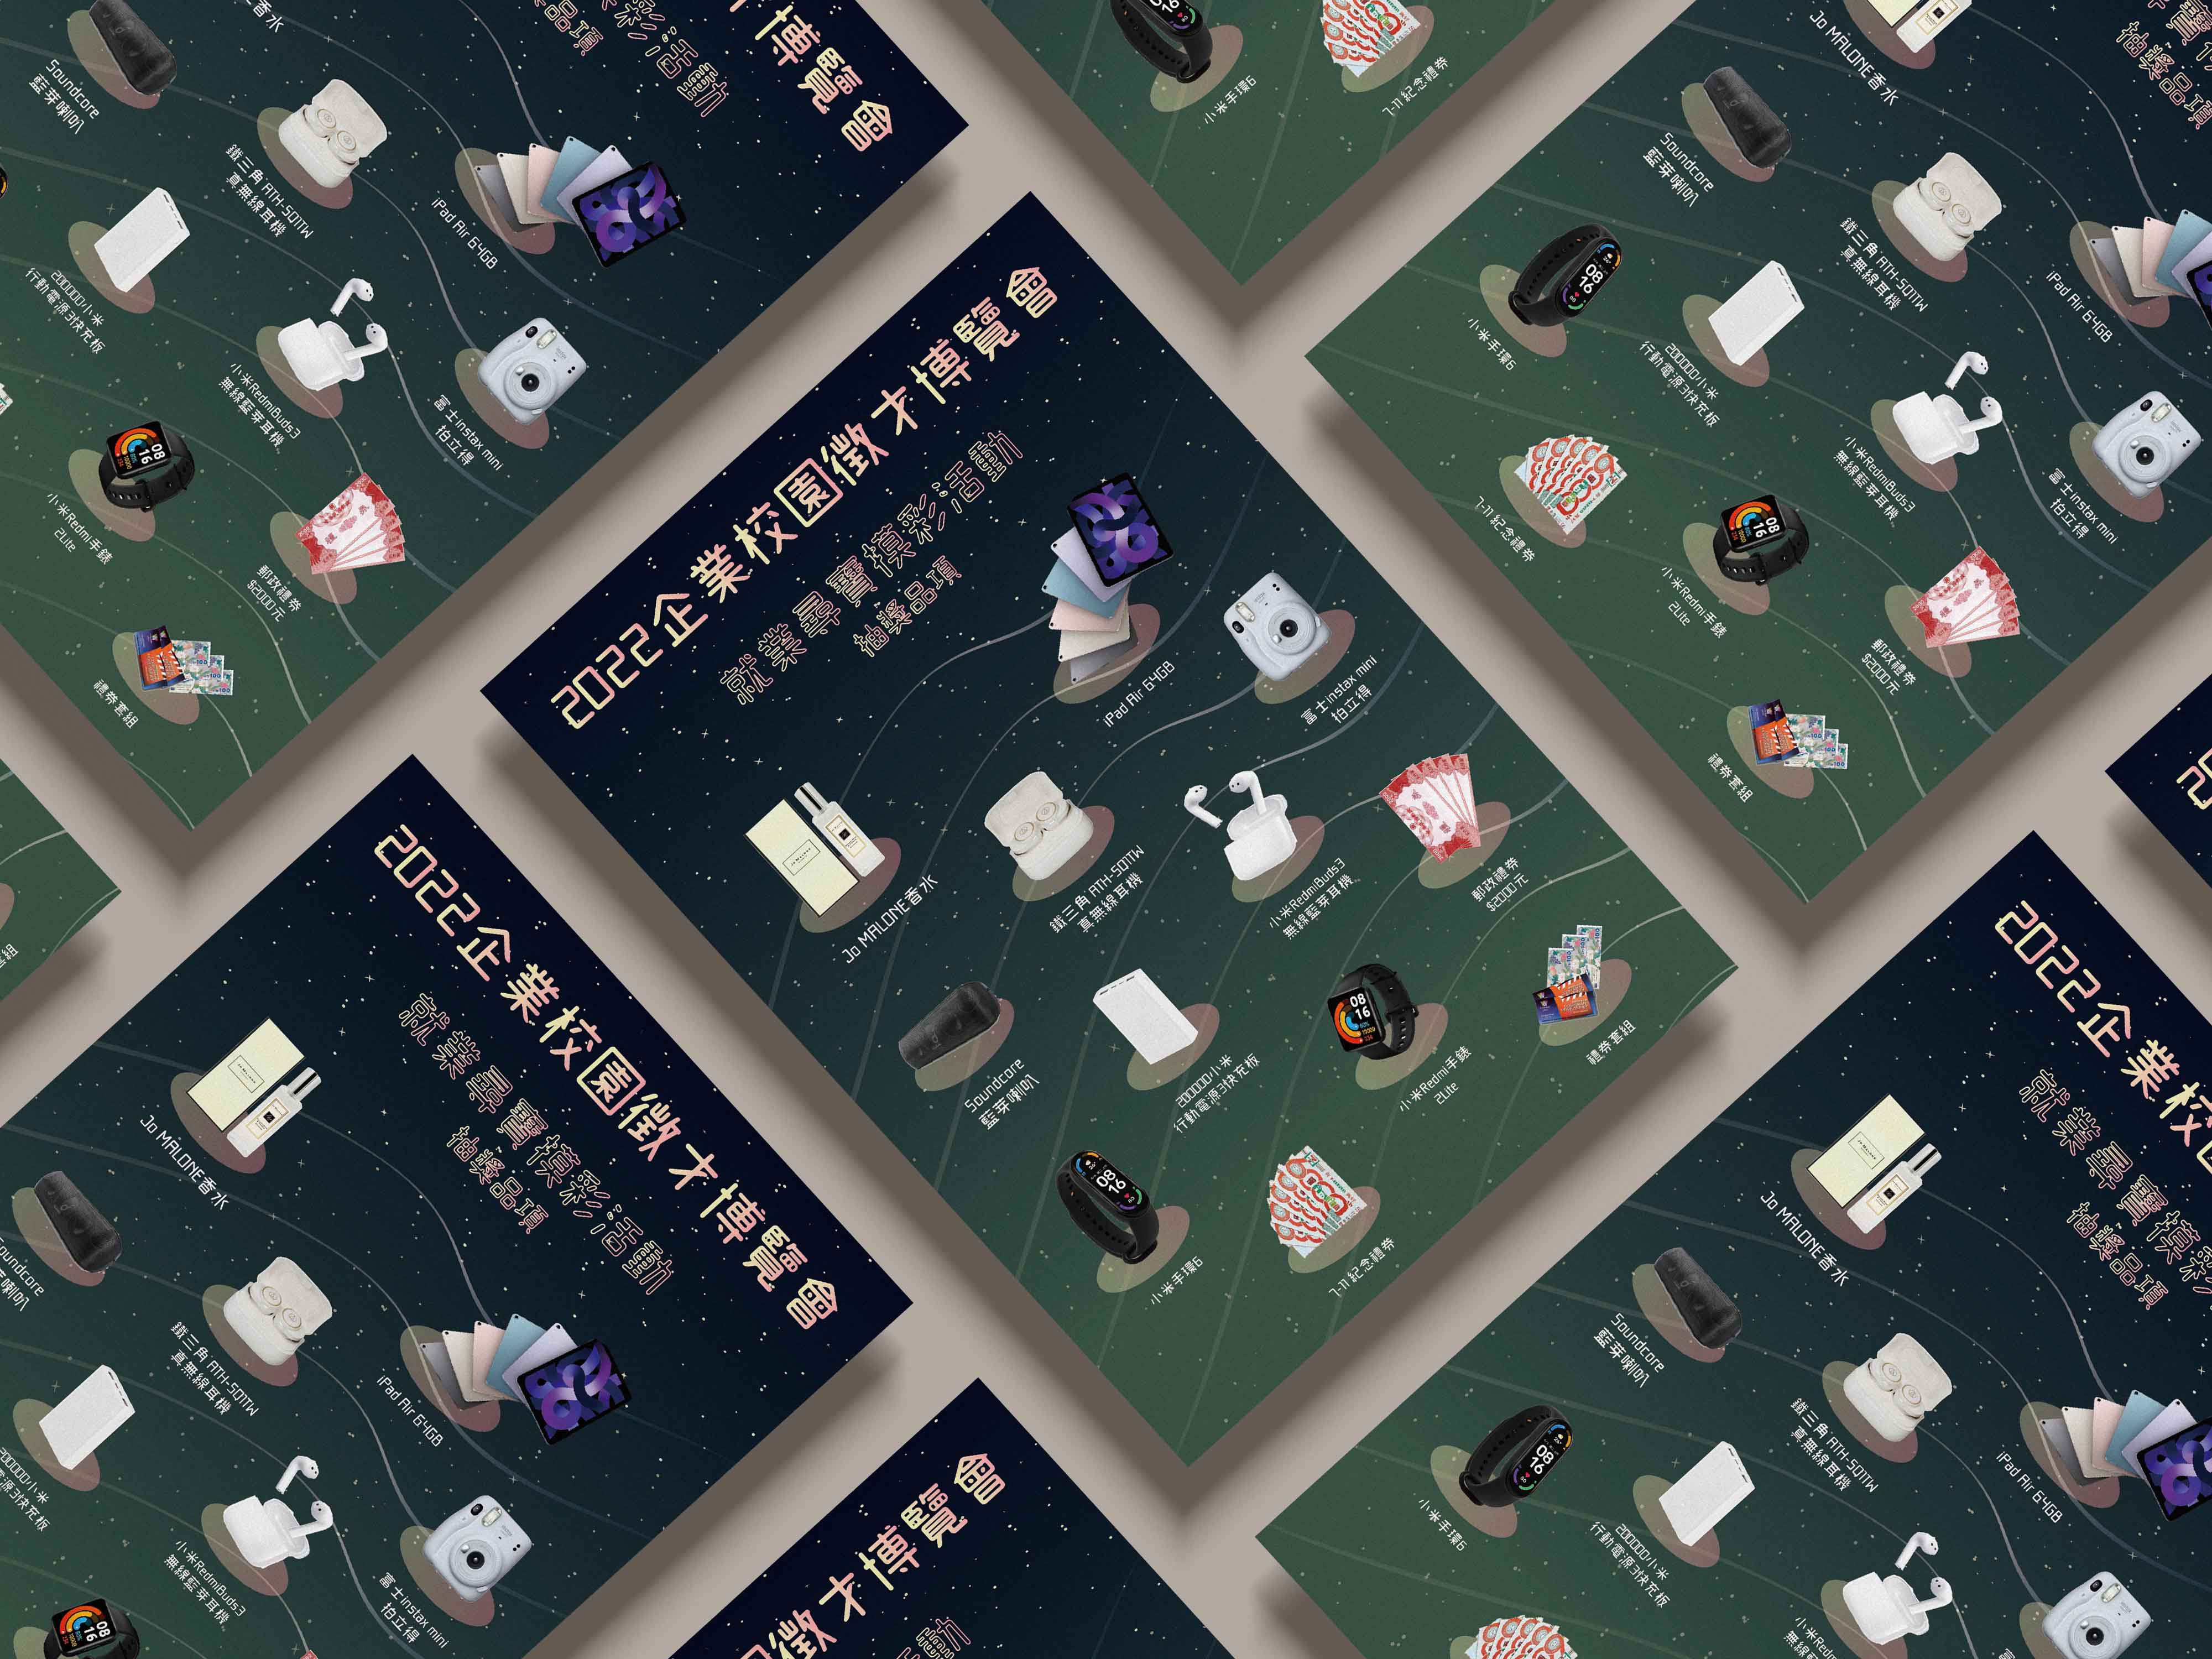 2022企業校園徵才博覽會
就業尋寶摸彩活動
抽獎品項
iPad Air 64GB
富士instax mini
拍立得
Jo MALONE香水
鐵三角 ATH-SQ1TW
真無線耳機
小米RedmiBuds3
無線藍芽耳機
郵政禮券
$2000元
Soundcore
藍芽喇叭
200000小米
行動電源3快充板
小米Redmi手錶
2Lite
禮券套組
小米手環6
7-11 紀念禮券